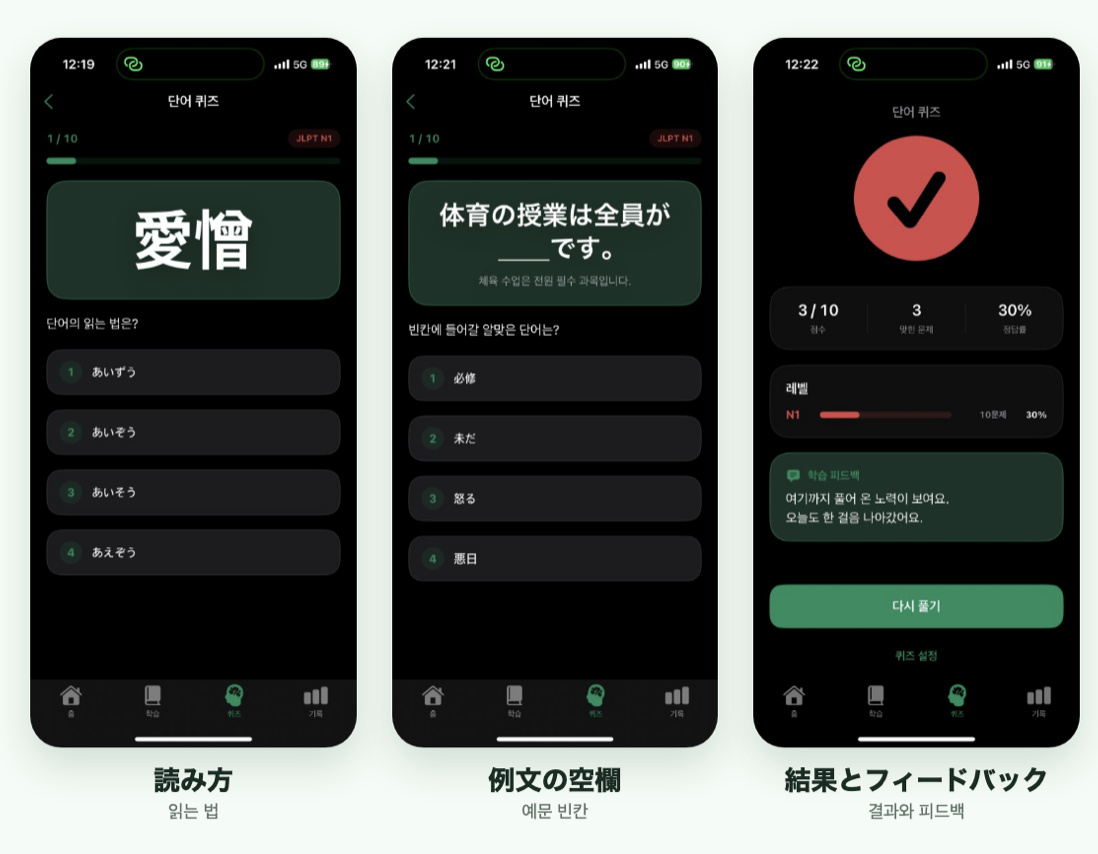 12:19
5G 89
단어 퀴즈
1 / 10
JLPT N1
愛憎
단어의 읽는 법은?
1 あいずう
2 あいぞう
3 あいそう
4 あえぞう
홈 학습 퀴즈 기록
読み方
읽는 법
12:21
5G 90
단어 퀴즈
1 / 10
JLPT N1
体育の授業は全員が
____です。
체육 수업은 전원 필수 과목입니다.
빈칸에 들어갈 알맞은 단어는?
1 必修
2 未だ
3 怒る
4 悪日
홈 학습 퀴즈 기록
例文の空欄
예문 빈칸
12:22
5G 91
단어 퀴즈
3 / 10 3 30%
점수 맞힌 문제 정답률
레벨
N1 10문제 30%
학습 피드백
여기까지 풀어 온 노력이 보여요.
오늘도 한 걸음 나아갔어요.
다시 풀기
퀴즈 설정
홈 학습 퀴즈 기록
結果とフィードバック
결과와 피드백